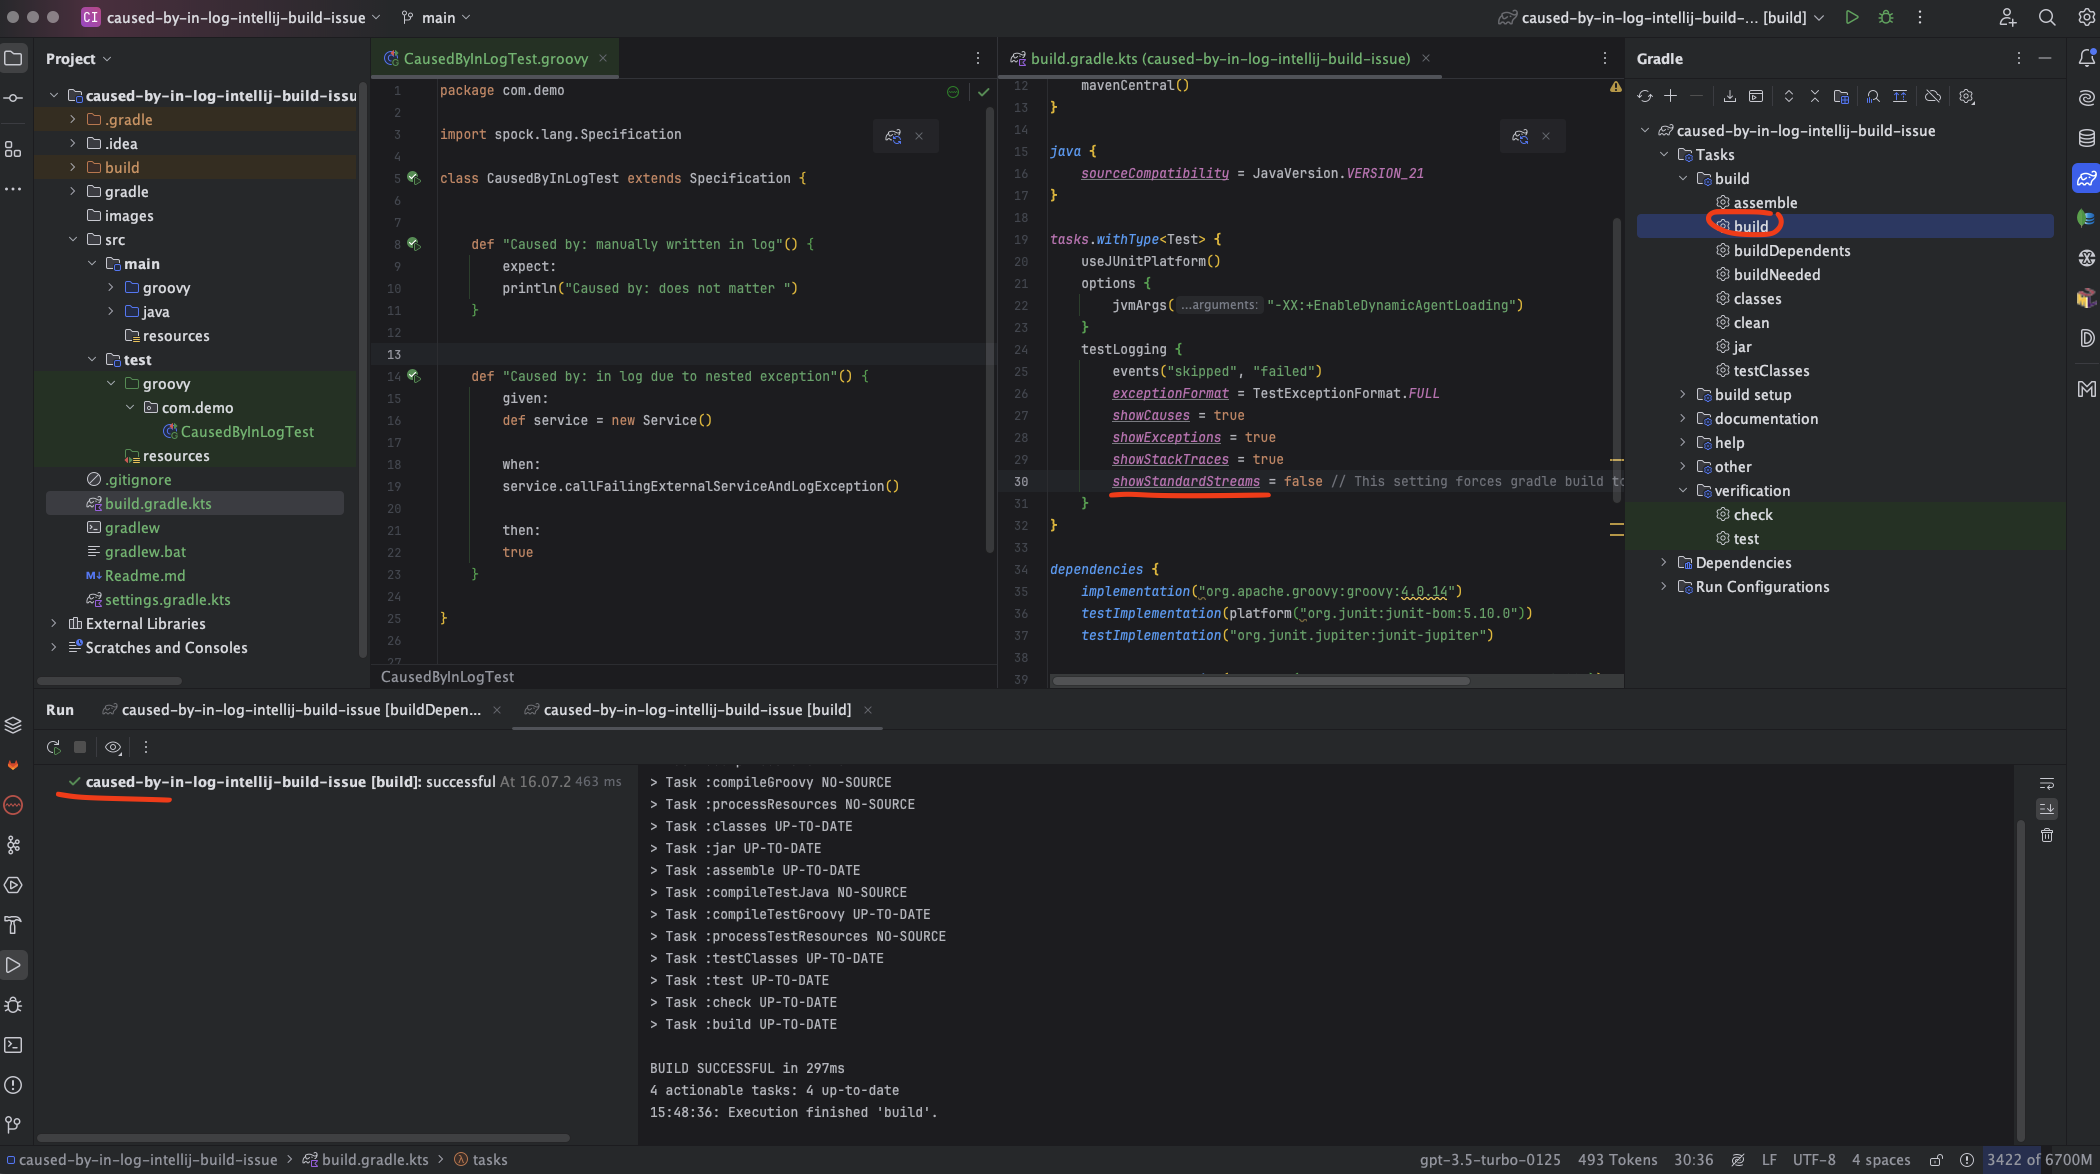 CI caused-by-in-log-intellij-build-issue main caused-by-in-log-intellij-build-... [build]
Project
caused-by-in-log-intellij-build-issu
.gradle
.idea
build
gradle
images
src
main
groovy
java
resources
test
groovy
com.demo
CausedByInLogTest
resources
.gitignore
build.gradle.kts
gradlew
gradlew.bat
M↓ Readme.md
settings.gradle.kts
External Libraries
Scratches and Consoles
CausedByInLogTest.groovy
1 package com.demo
2
3 import spock.lang.Specification
4
5 class CausedByInLogTest extends Specification {
6
7
8 def "Caused by: manually written in log"() {
9 expect:
10 println("Caused by: does not matter ")
11 }
12
13
14 def "Caused by: in log due to nested exception"() {
15 given:
16 def service = new Service()
17
18 when:
19 service.callFailingExternalServiceAndLogException()
20
21 then:
22 true
23 }
24
25 }
26
27
CausedByInLogTest
build.gradle.kts (caused-by-in-log-intellij-build-issue)
12 mavenCentral()
13 }
14
15 java {
16 sourceCompatibility = JavaVersion.VERSION_21
17 }
18
19 tasks.withType<Test> {
20 useJUnitPlatform()
21 options {
22 jvmArgs( ...arguments: "-XX:+EnableDynamicAgentLoading")
23 }
24 testLogging {
25 events("skipped", "failed")
26 exceptionFormat = TestExceptionFormat.FULL
27 showCauses = true
28 showExceptions = true
29 showStackTraces = true
30 showStandardStreams = false // This setting forces gradle build to
31 }
32 }
33
34 dependencies {
35 implementation("org.apache.groovy:groovy:4.0.14")
36 testImplementation(platform("org.junit:junit-bom:5.10.0"))
37 testImplementation("org.junit.jupiter:junit-jupiter")
38
39
Gradle
caused-by-in-log-intellij-build-issue
Tasks
build
assemble
build
buildDependents
buildNeeded
classes
clean
jar
testClasses
build setup
documentation
help
other
verification
check
test
Dependencies
Run Configurations
Run caused-by-in-log-intellij-build-issue [buildDepen... caused-by-in-log-intellij-build-issue [build]
caused-by-in-log-intellij-build-issue [build]: successful At 16.07.2 463 ms
> Task :compileGroovy NO-SOURCE
> Task :processResources NO-SOURCE
> Task :classes UP-TO-DATE
> Task :jar UP-TO-DATE
> Task :assemble UP-TO-DATE
> Task :compileTestJava NO-SOURCE
> Task :compileTestGroovy UP-TO-DATE
> Task :processTestResources NO-SOURCE
> Task :testClasses UP-TO-DATE
> Task :test UP-TO-DATE
> Task :check UP-TO-DATE
> Task :build UP-TO-DATE
BUILD SUCCESSFUL in 297ms
4 actionable tasks: 4 up-to-date
15:48:36: Execution finished 'build'.
caused-by-in-log-intellij-build-issue > build.gradle.kts > tasks
gpt-3.5-turbo-0125 493 Tokens 30:36 LF UTF-8 4 spaces 3422 of 6700M